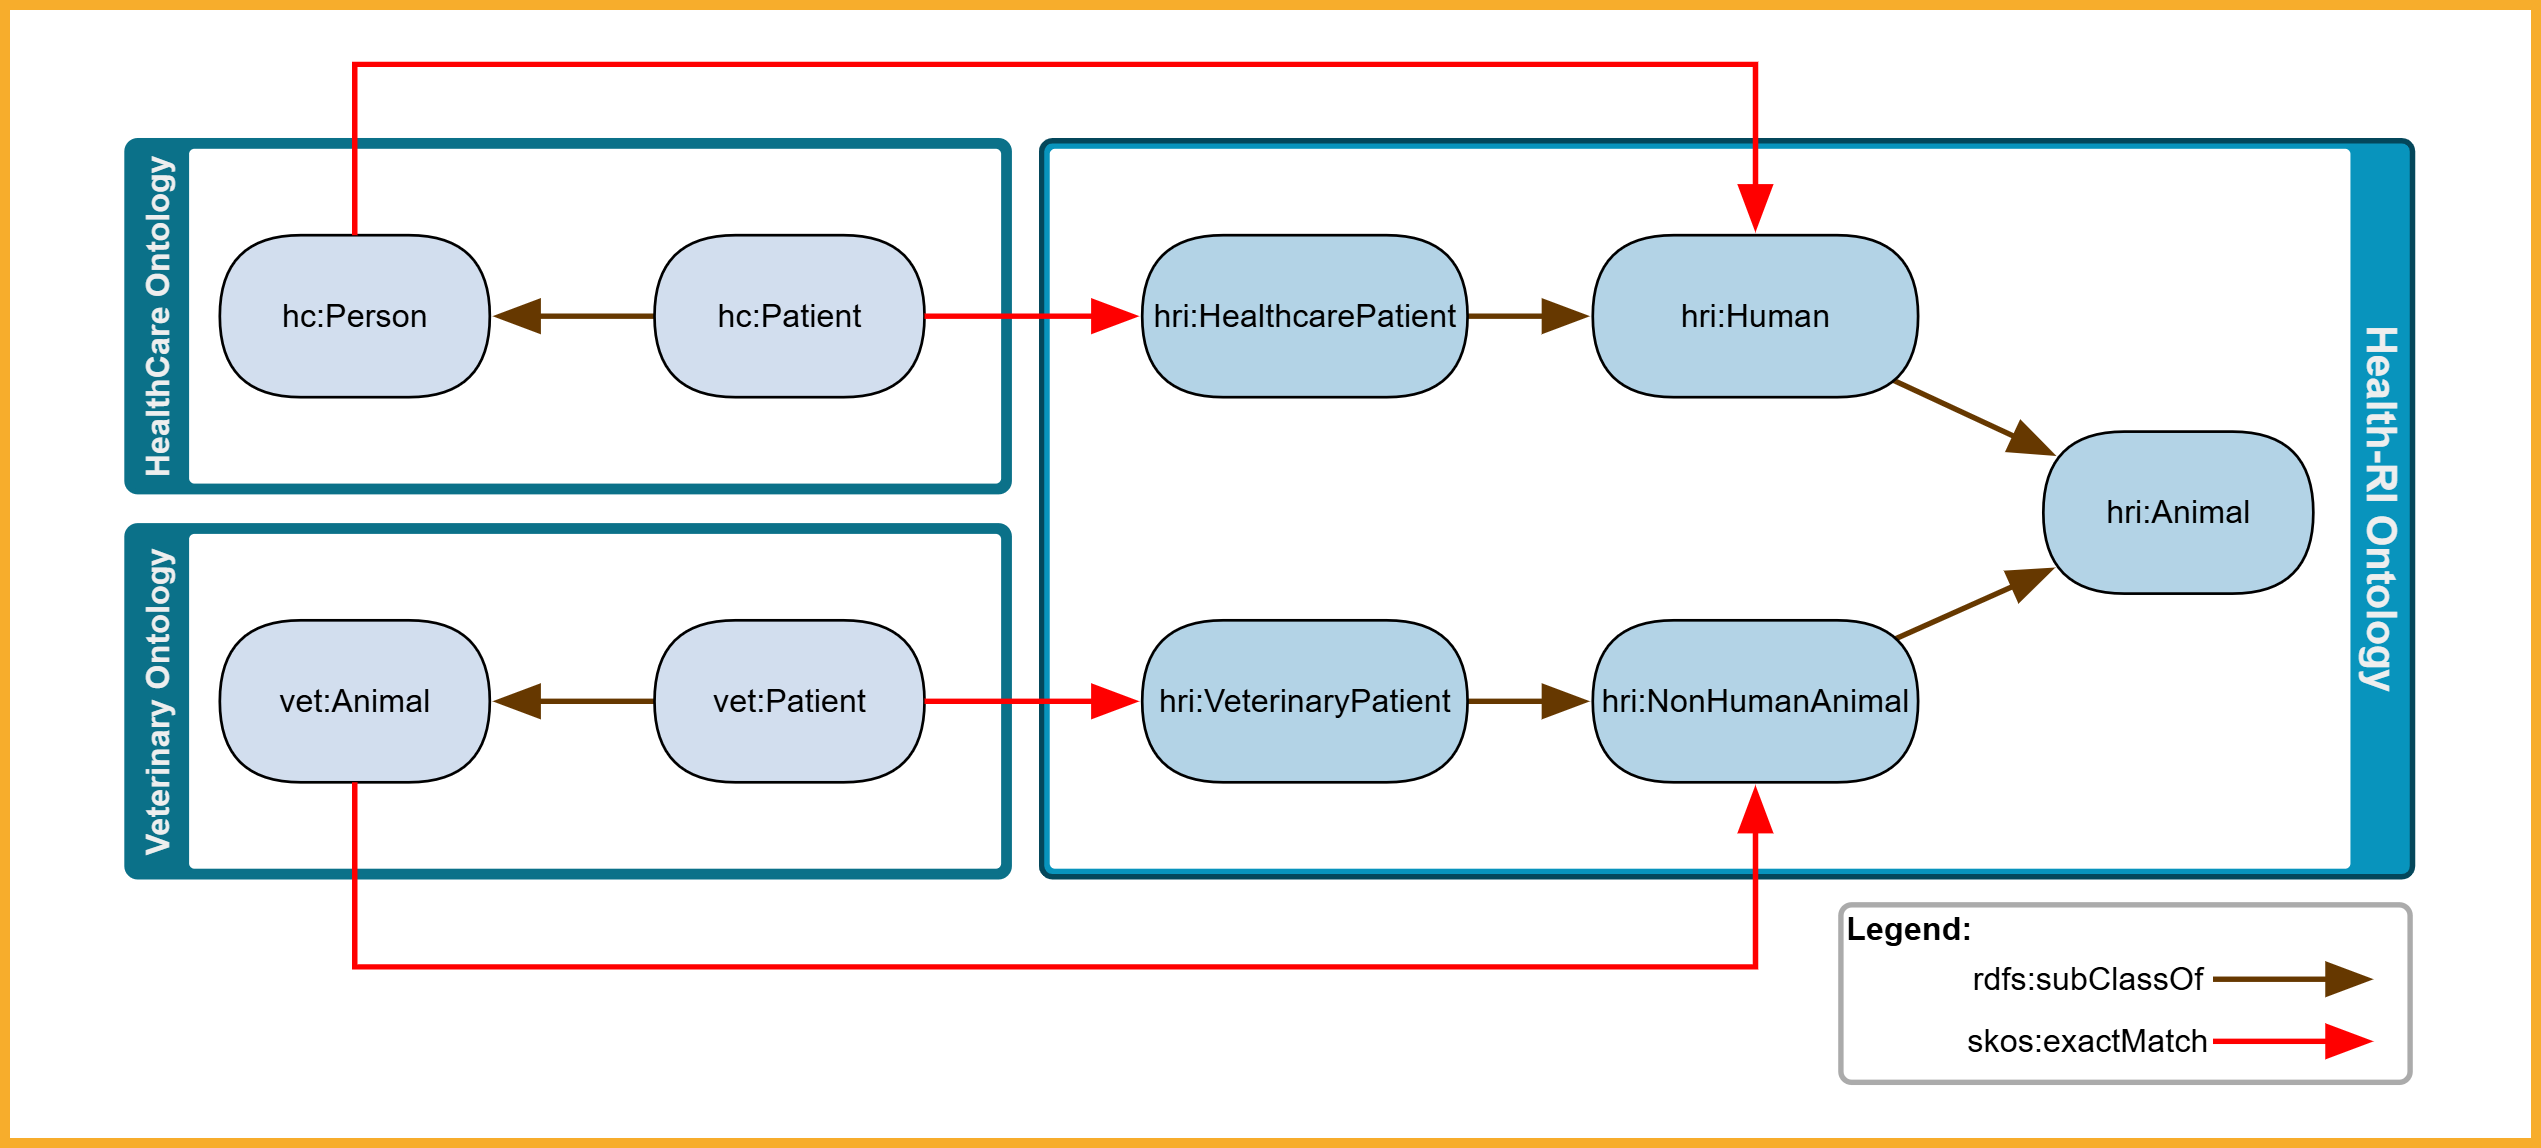 HealthCare Ontology
hc:Person
hc:Patient
Veterinary Ontology
vet:Animal
vet:Patient
hri:HealthcarePatient
hri:Human
hri:Animal
hri:VeterinaryPatient
hri:NonHumanAnimal
Health-RI Ontology
Legend:
rdfs:subClassOf
skos:exactMatch